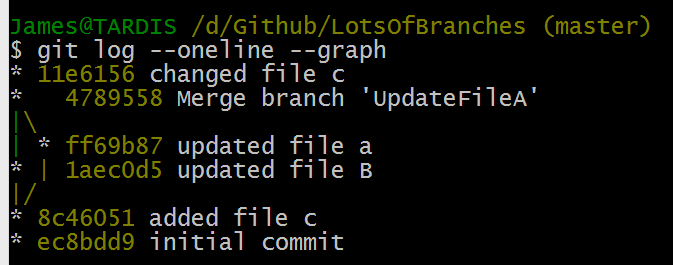 James@TARDIS /d/Github/LotsOfBranches (master)
$ git log --oneline --graph
* 11e6156 changed file c
*   4789558 Merge branch 'UpdateFileA'
|\
| * ff69b87 updated file a
* | 1aec0d5 updated file B
|/
* 8c46051 added file c
* ec8bdd9 initial commit